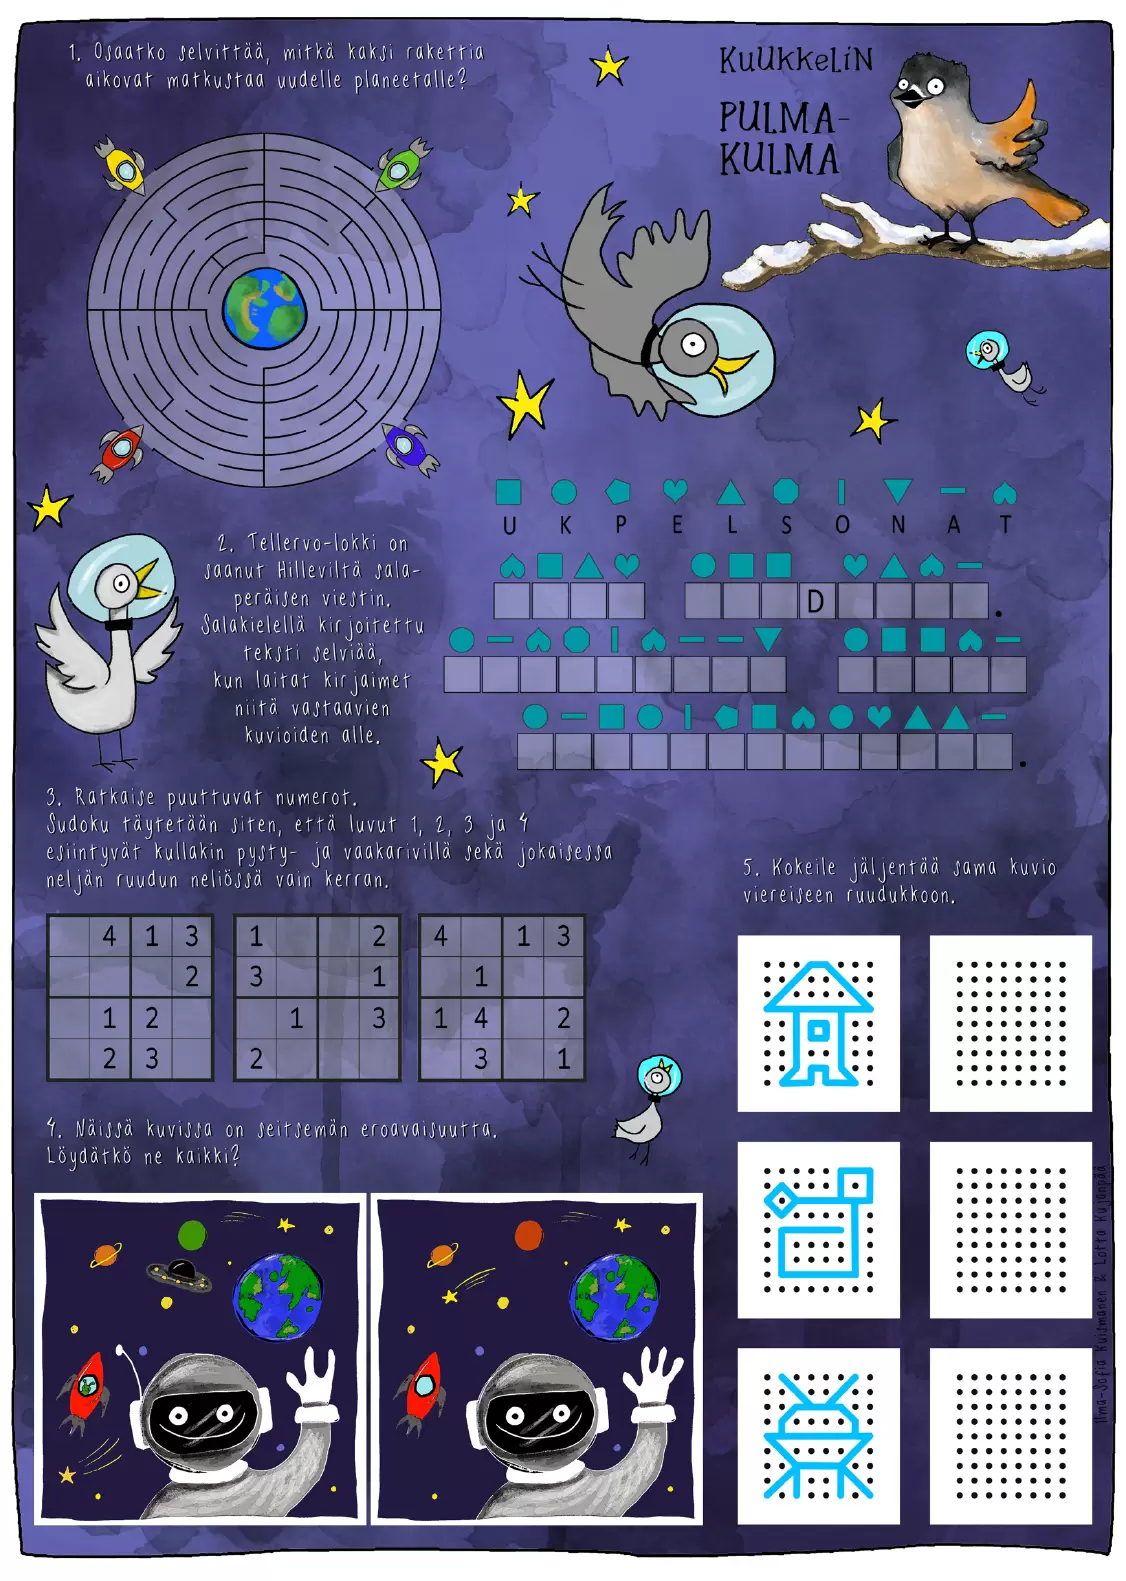 1. Osaatko selvittää, mitkä kaksi rakettia
aikovat matkustaa uudelle planeetalle?
KUUKKELIN
PULMA-
KULMA
U K P E L S O N A T
D .
.
2. Tellervo-lokki on
saanut Hilleviltä sala-
peräisen viestin.
Salakielellä kirjoitettu
teksti selviää,
kun laitat kirjaimet
niitä vastaavien
kuvioiden alle.
3. Ratkaise puuttuvat numerot.
Sudoku täytetään siten, että luvut 1, 2, 3 ja 4
esiintyvät kullakin pysty- ja vaakarivillä sekä jokaisessa
neljän ruudun neliössä vain kerran.
4 1 3
2
1 2
2 3
1 2
3 1
1 3
2
4 1 3
1
1 4 2
3 1
4. Näissä kuvissa on seitsemän eroavaisuutta.
Löydätkö ne kaikki?
5. Kokeile jäljentää sama kuvio
viereiseen ruudukkoon.
Ilma-Sofia Kuismanen & Lotta Kujanpää